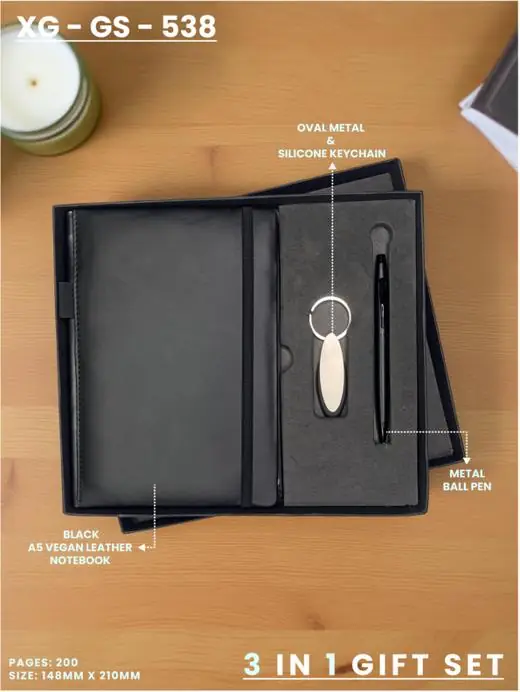 XG - GS - 538
OVAL METAL
&
SILICONE KEYCHAIN
METAL
BALL PEN
BLACK
A5 VEGAN LEATHER
NOTEBOOK
PAGES: 200
SIZE: 148MM X 210MM
3 IN 1 GIFT SET